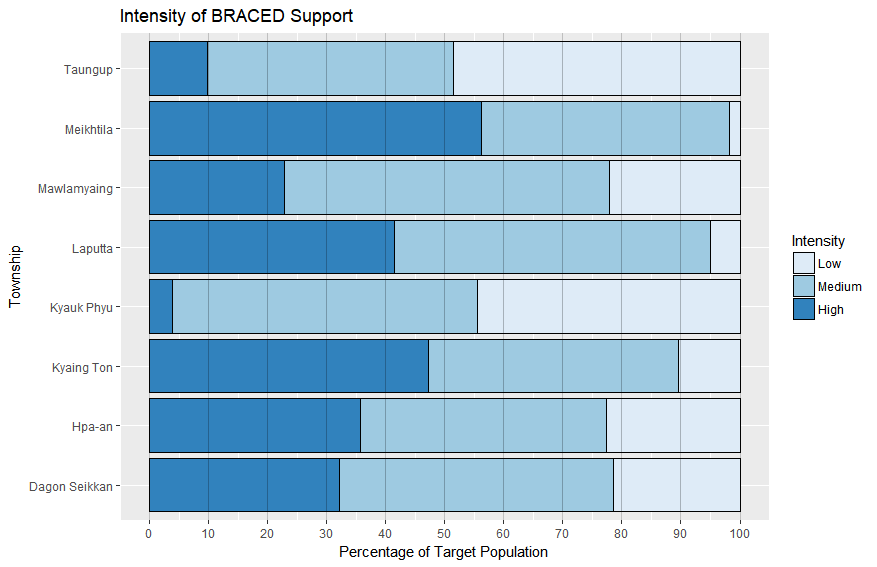 Intensity of BRACED Support
Township
Taungup
Meikhtila
Mawlamyaing
Laputta
Kyauk Phyu
Kyaing Ton
Hpa-an
Dagon Seikkan
0 10 20 30 40 50 60 70 80 90 100
Percentage of Target Population
Intensity
Low
Medium
High